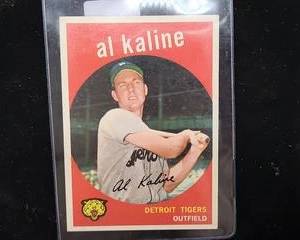 al kaline
Al Kaline
DETROIT TIGERS
OUTFIELD